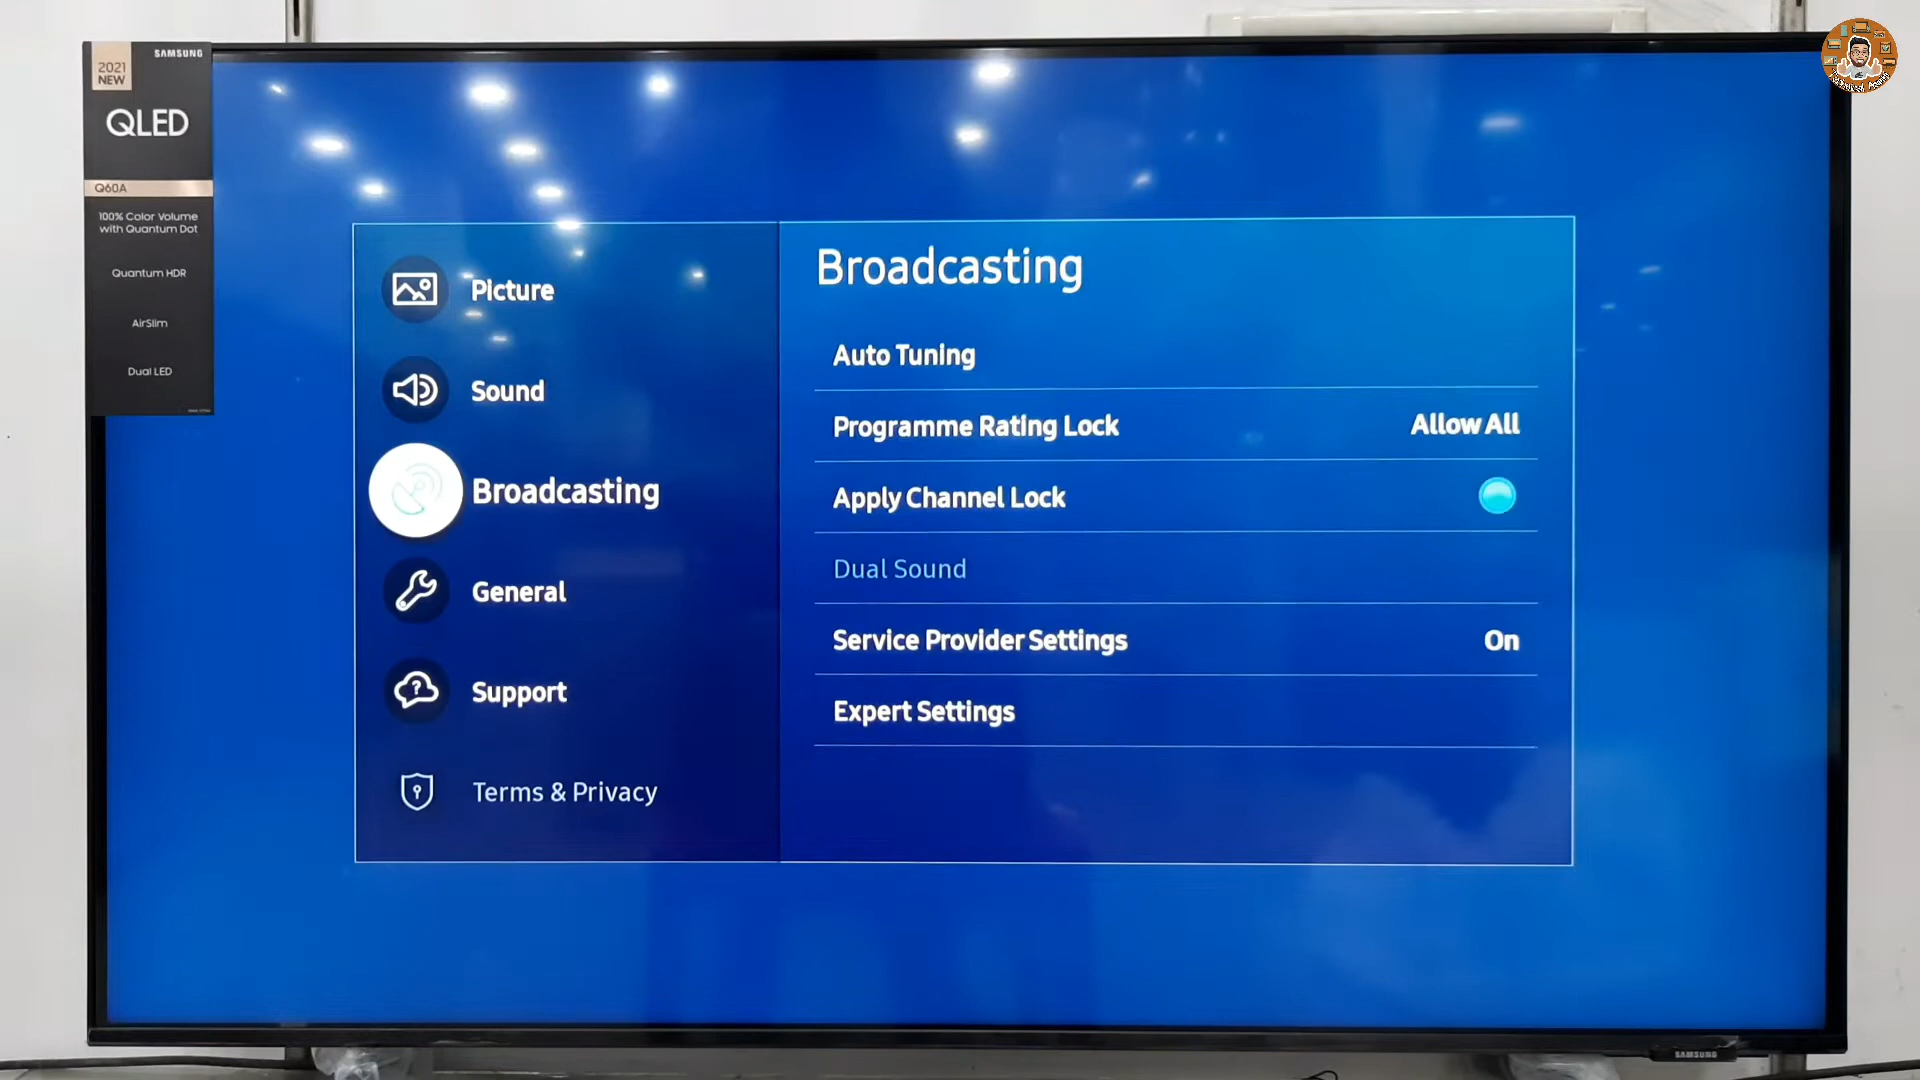 SAMSUNG
2021
NEW
QLED
Q60A
100% Color Volume
with Quantum Dot
Quantum HDR
AirSlim
Dual LED
Picture
Sound
Broadcasting
General
Support
Terms & Privacy
Broadcasting
Auto Tuning
Programme Rating Lock Allow All
Apply Channel Lock
Dual Sound
Service Provider Settings On
Expert Settings
SAMSUNG